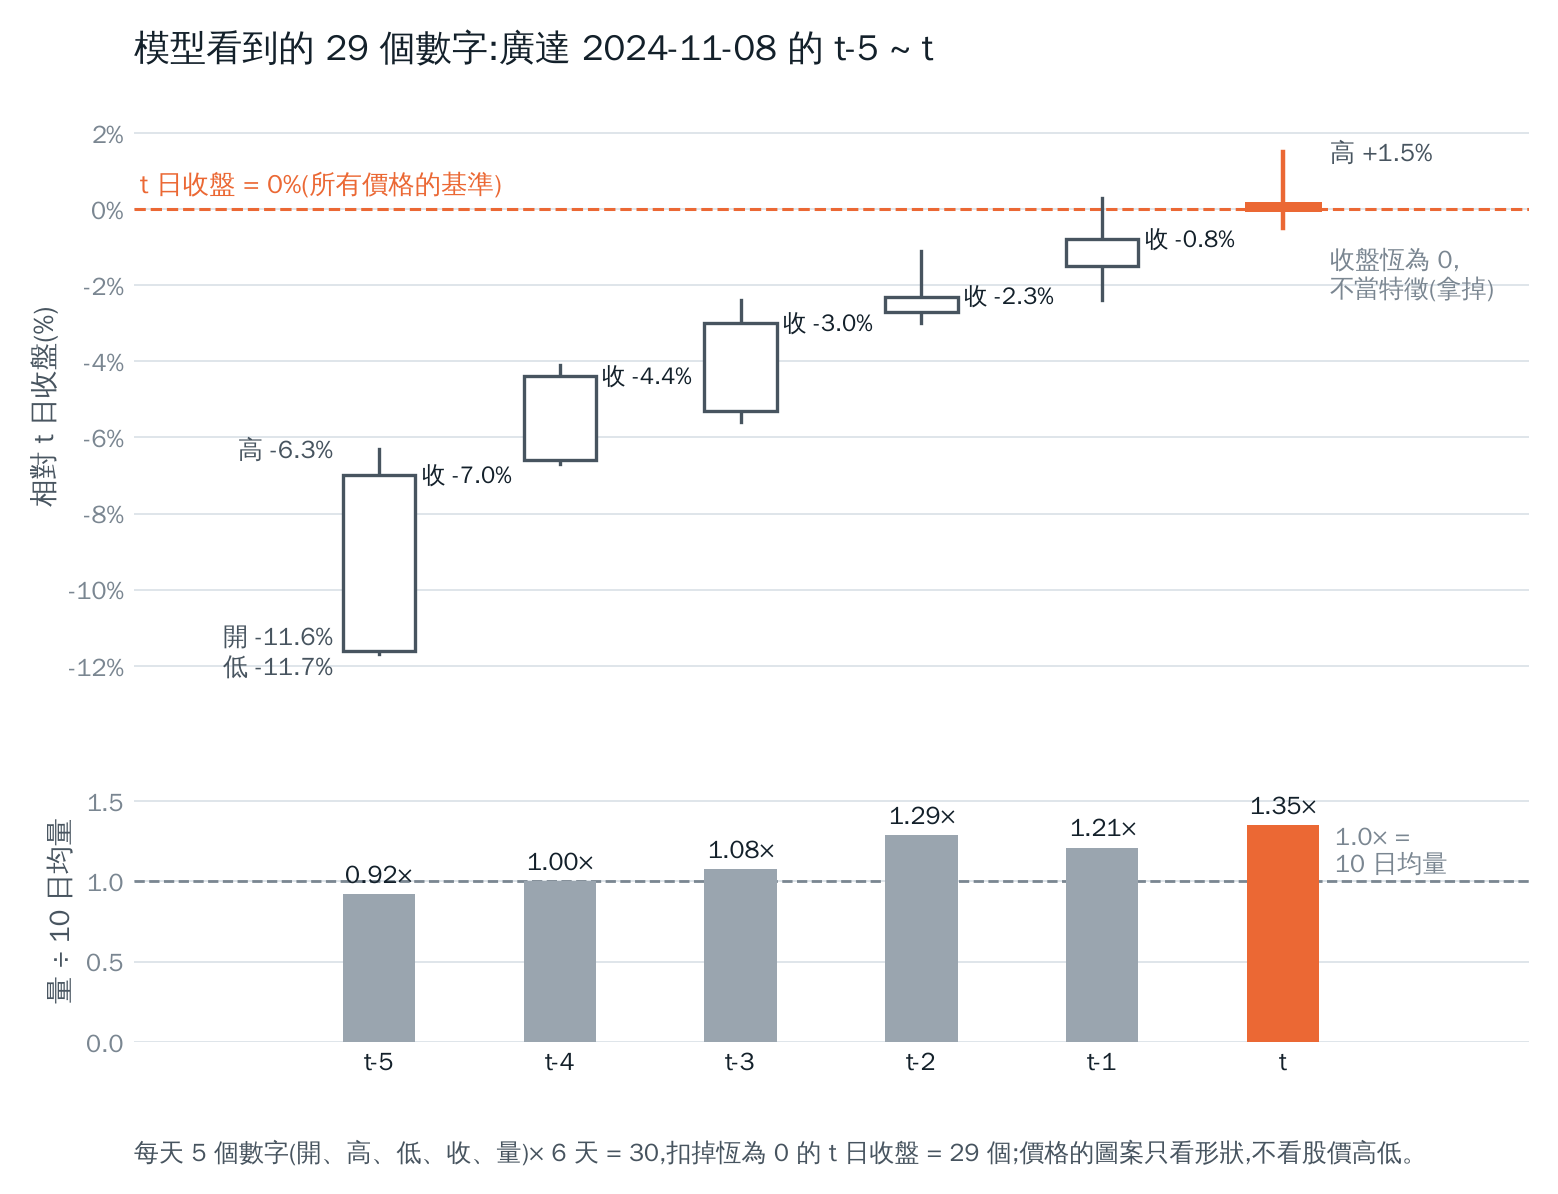 模型看到的 29 個數字:廣達 2024-11-08 的 t-5 ~ t
相對 t 日收盤(%)
2%
0%
-2%
-4%
-6%
-8%
-10%
-12%
t 日收盤 = 0%(所有價格的基準)
高 +1.5%
收盤恆為 0,
不當特徵(拿掉)
收 -0.8%
收 -2.3%
收 -3.0%
收 -4.4%
高 -6.3%
收 -7.0%
開 -11.6%
低 -11.7%
量 ÷ 10 日均量
1.5
1.0
0.5
0.0
0.92×
1.00×
1.08×
1.29×
1.21×
1.35×
1.0× =
10 日均量
t-5
t-4
t-3
t-2
t-1
t
每天 5 個數字(開、高、低、收、量)× 6 天 = 30,扣掉恆為 0 的 t 日收盤 = 29 個;價格的圖案只看形狀,不看股價高低。